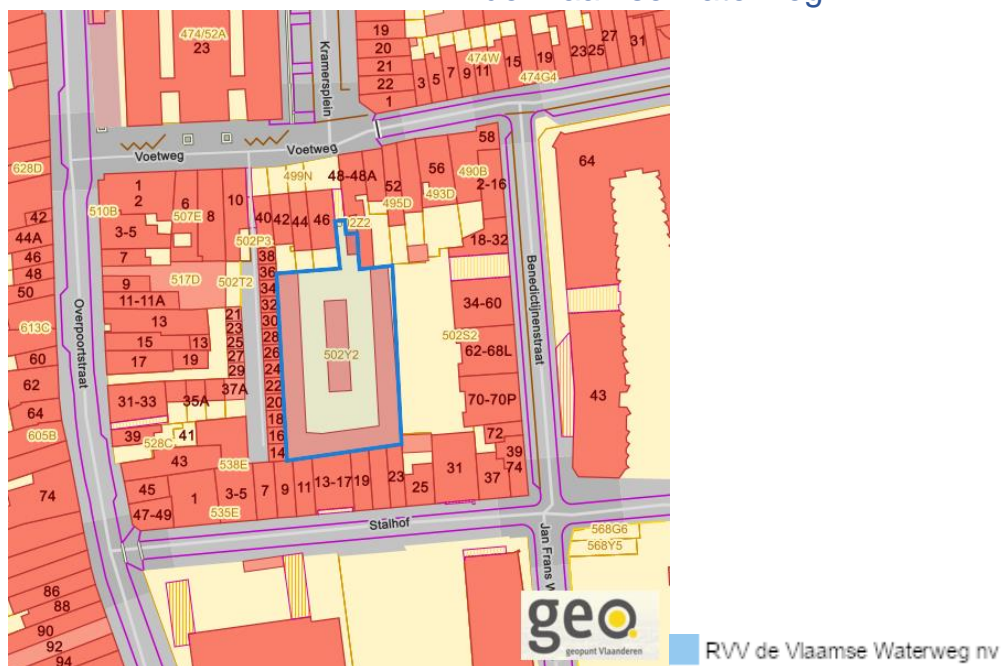 474/52A
23
Kramersplein
19
20
21
22
1
3 5 7 9 11 15 19 23 25 27 31
474W
474G4
Voetweg
Voetweg
628D
58
64
1
2
6
8
10
499N
48-48A
52
56
490B
2-16
493D
495D
510B
507E
42
44A
46
48
50
3-5
7
502P3
40 42 44 46
502Z2
18-32
38
36
34
32
30
28
26
24
22
20
18
16
14
9
11-11A
517D
502T2
13
15
13
17
19
21
23
25
27
29
613C
Overpoortstraat
60
62
64
605B
74
31-33
35A
37A
39
41
528C
43
538E
45
47-49
1
3-5
535E
7 9 11 13-17 19 23 25 31 37
502Y2
502S2
34-60
62-68L
70-70P
72
39
74
Benedictijnenstraat
43
Stalhof
Jan Frans W
568G6
568Y5
86
88
90
92
94
geo.
geopunt Vlaanderen
RVV de Vlaamse Waterweg nv